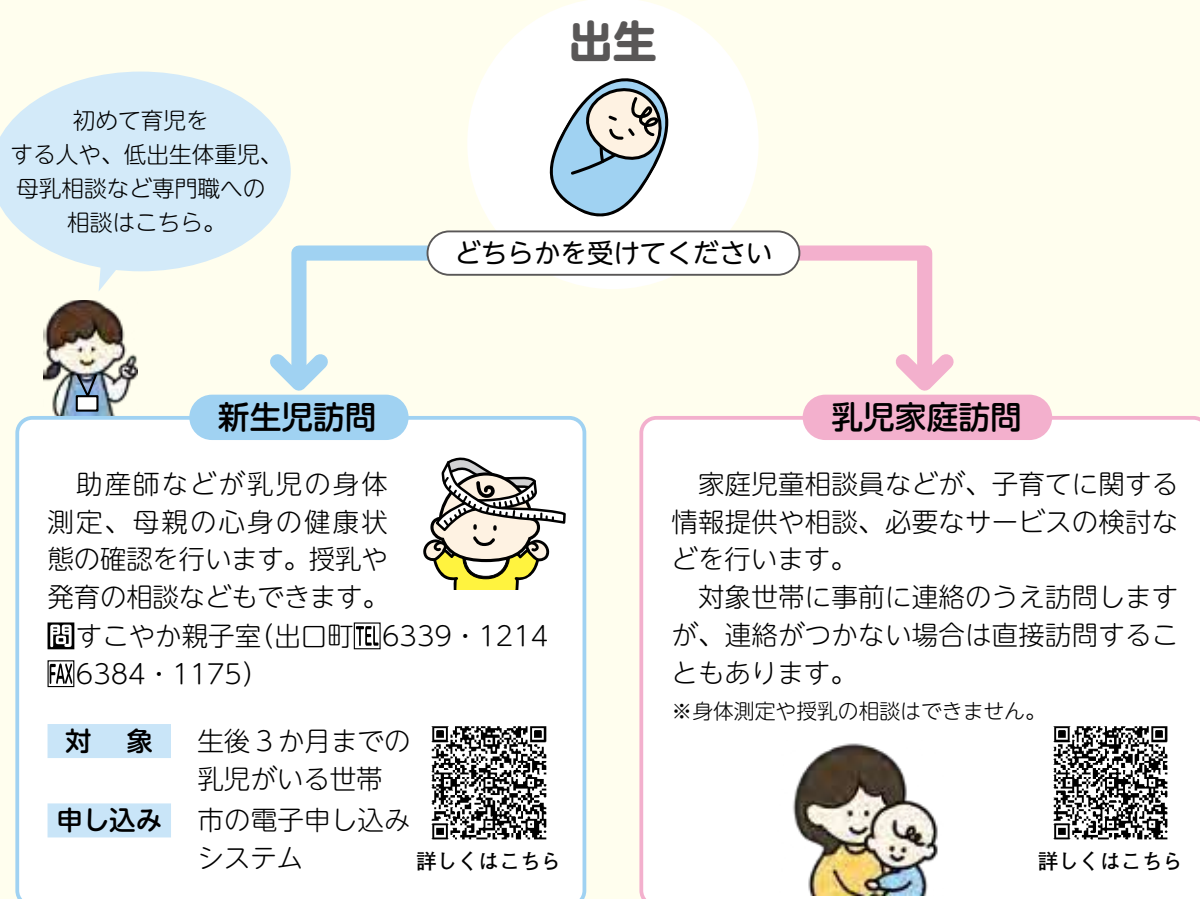 出生
初めて育児を
する人や、低出生体重児、
母乳相談など専門職への
相談はこちら。
どちらかを受けてください
新生児訪問
助産師などが乳児の身体
測定、母親の心身の健康状
態の確認を行います。授乳や
発育の相談などもできます。
問すこやか親子室(出口町TEL6339・1214
FAX6384・1175)
対　象　生後３か月までの
乳児がいる世帯
申し込み　市の電子申し込み
システム
詳しくはこちら
乳児家庭訪問
家庭児童相談員などが、子育てに関する
情報提供や相談、必要なサービスの検討な
どを行います。
対象世帯に事前に連絡のうえ訪問します
が、連絡がつかない場合は直接訪問するこ
ともあります。
※身体測定や授乳の相談はできません。
詳しくはこちら